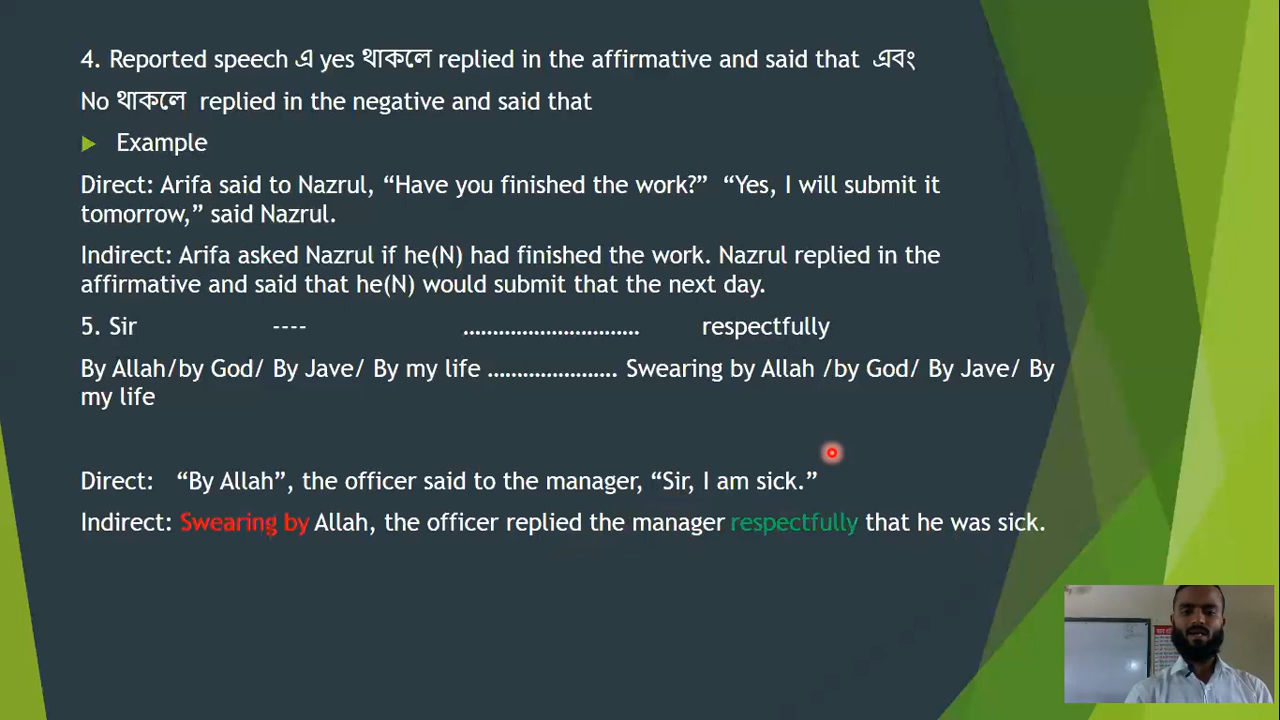 4. Reported speech এ yes থাকলে replied in the affirmative and said that এবং
No থাকলে replied in the negative and said that
Example
Direct: Arifa said to Nazrul, “Have you finished the work?” “Yes, I will submit it
tomorrow,” said Nazrul.
Indirect: Arifa asked Nazrul if he(N) had finished the work. Nazrul replied in the
affirmative and said that he(N) would submit that the next day.
5. Sir ---- ………………………… respectfully
By Allah/by God/ By Jave/ By my life …………………. Swearing by Allah /by God/ By Jave/ By
my life
Direct: “By Allah”, the officer said to the manager, “Sir, I am sick.”
Indirect: Swearing by Allah, the officer replied the manager respectfully that he was sick.